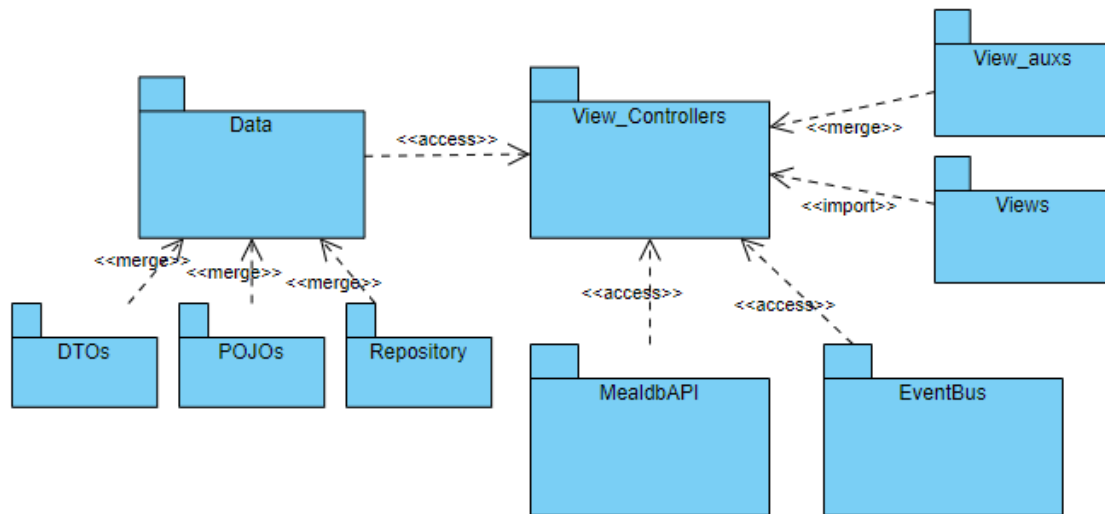 View_auxs
Data
View_Controllers
<<access>>
<<merge>>
<<import>>
Views
<<merge>>
<<merge>>
<<merge>>
<<access>>
<<access>>
DTOs
POJOs
Repository
MealdbAPI
EventBus